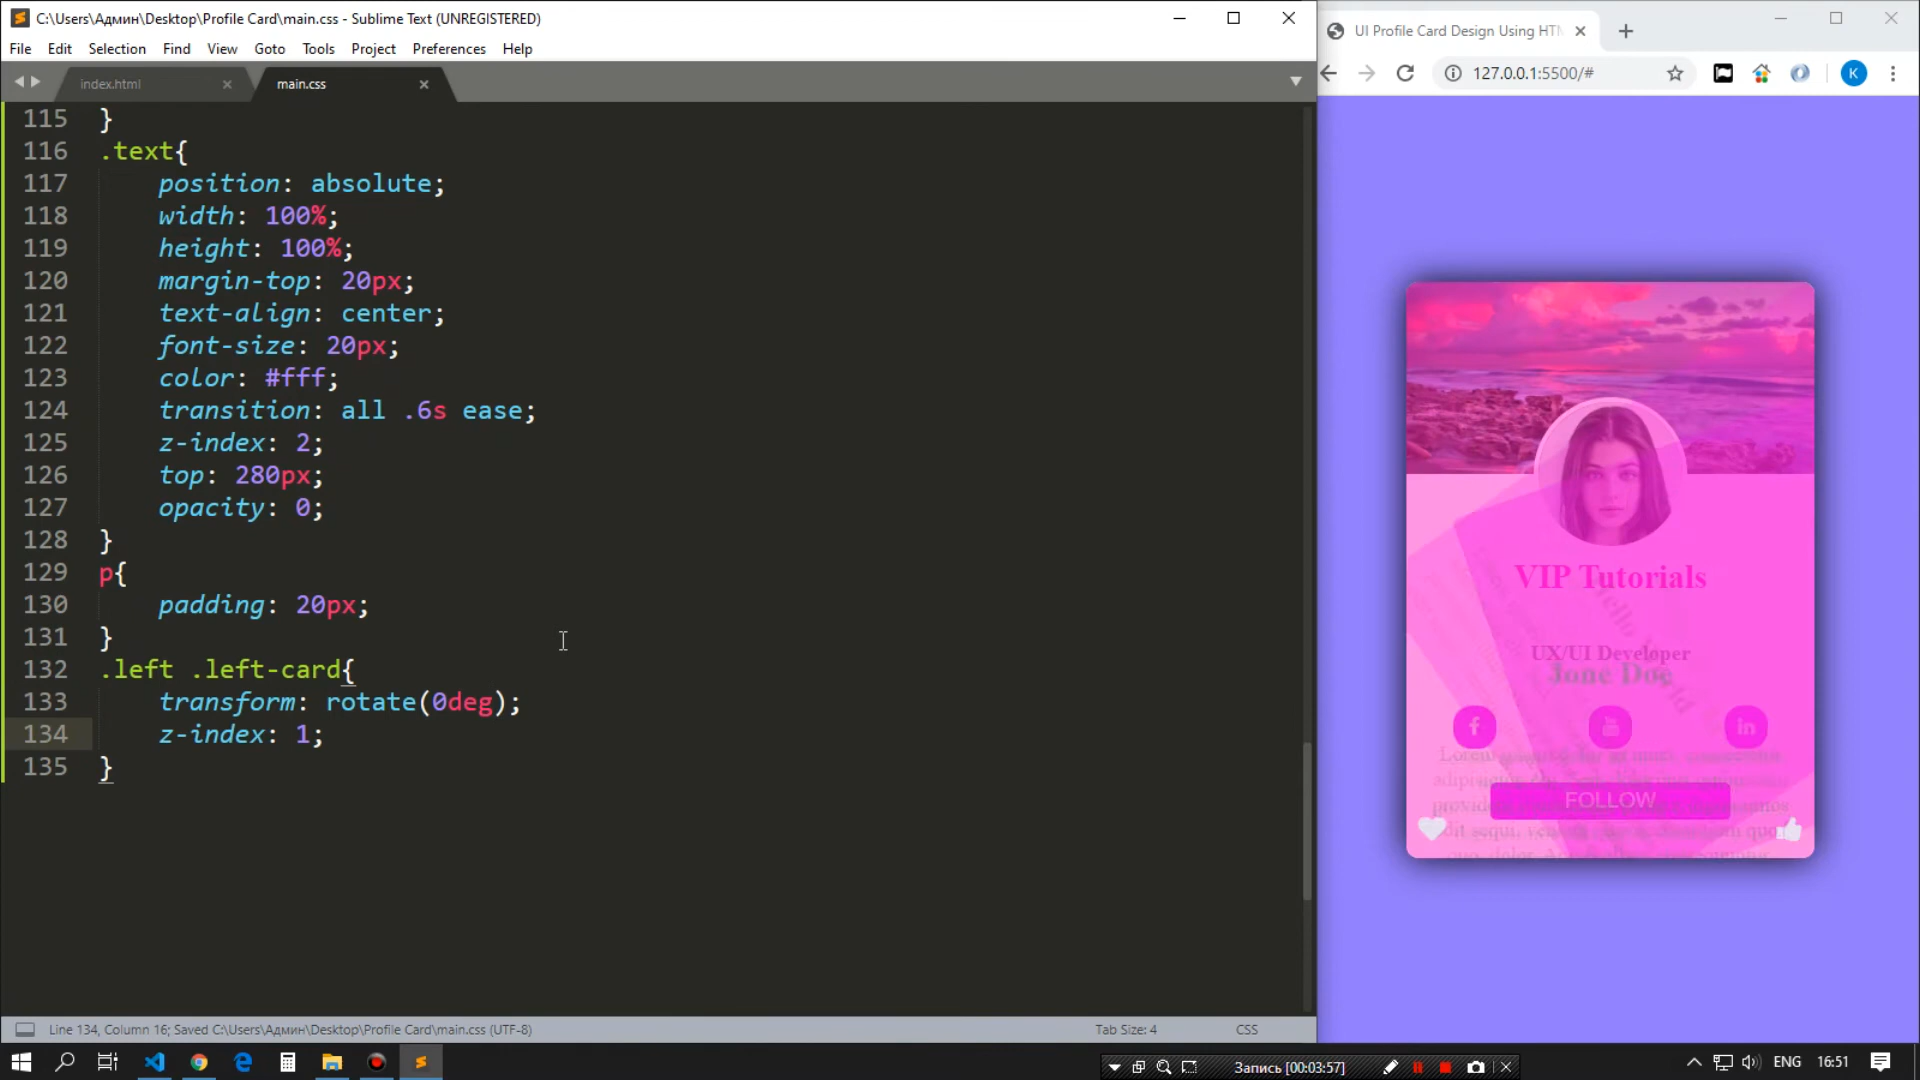 C:\Users\Админ\Desktop\Profile Card\main.css - Sublime Text (UNREGISTERED)
File Edit Selection Find View Goto Tools Project Preferences Help
index.html main.css
115 }
116 .text{
117 position: absolute;
118 width: 100%;
119 height: 100%;
120 margin-top: 20px;
121 text-align: center;
122 font-size: 20px;
123 color: #fff;
124 transition: all .6s ease;
125 z-index: 2;
126 top: 280px;
127 opacity: 0;
128 }
129 p{
130 padding: 20px;
131 }
132 .left .left-card{
133 transform: rotate(0deg);
134 z-index: 1;
135 }
Line 134, Column 16; Saved C:\Users\Админ\Desktop\Profile Card\main.css (UTF-8) Tab Size: 4 CSS
UI Profile Card Design Using HTM
127.0.0.1:5500/#
K
VIP Tutorials
UX/UI Developer
Jone Doe
FOLLOW
Запись [00:03:57]
ENG 16:51